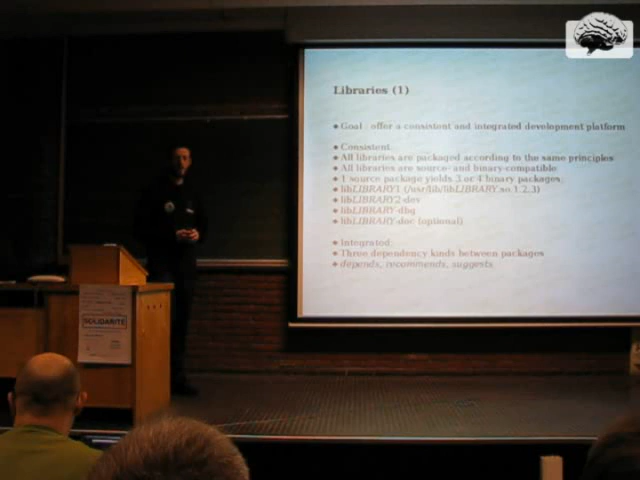 Libraries (1)
Goal : offer a consistent and integrated development platform
Consistent:
All libraries are packaged according to the same principles
All libraries are source- and binary-compatible
1 source package yields 3 or 4 binary packages:
libLIBRARY1 (/usr/lib/libLIBRARY.so.1.2.3)
libLIBRARY2-dev
libLIBRARY-dbg
libLIBRARY-doc (optional)
Integrated:
Three dependency kinds between packages
depends, recommends, suggests
SOLIDARITE